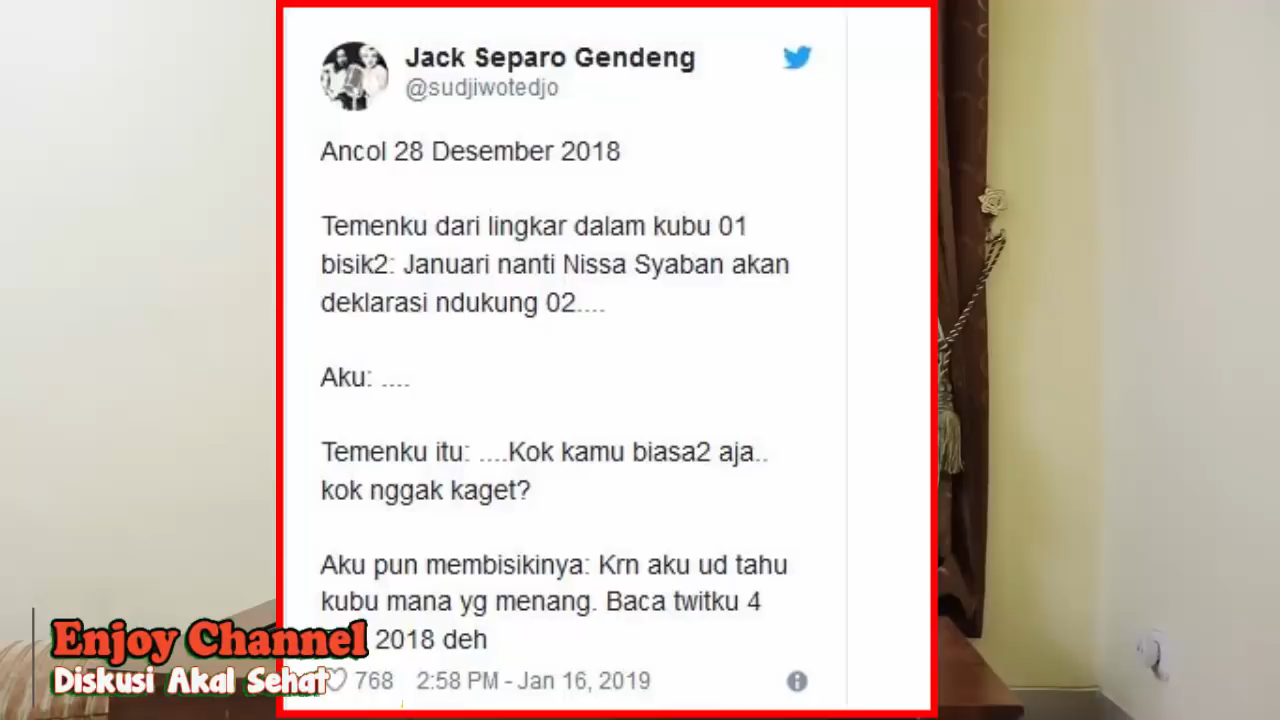 Jack Separo Gendeng
@sudjiwotedjo
Ancol 28 Desember 2018
Temenku dari lingkar dalam kubu 01
bisik2: Januari nanti Nissa Syaban akan
deklarasi ndukung 02....
Aku: ....
Temenku itu: ....Kok kamu biasa2 aja..
kok nggak kaget?
Aku pun membisikinya: Krn aku ud tahu
kubu mana yg menang. Baca twitku 4
2018 deh
768 2:58 PM - Jan 16, 2019
Enjoy Channel
Diskusi Akal Sehat